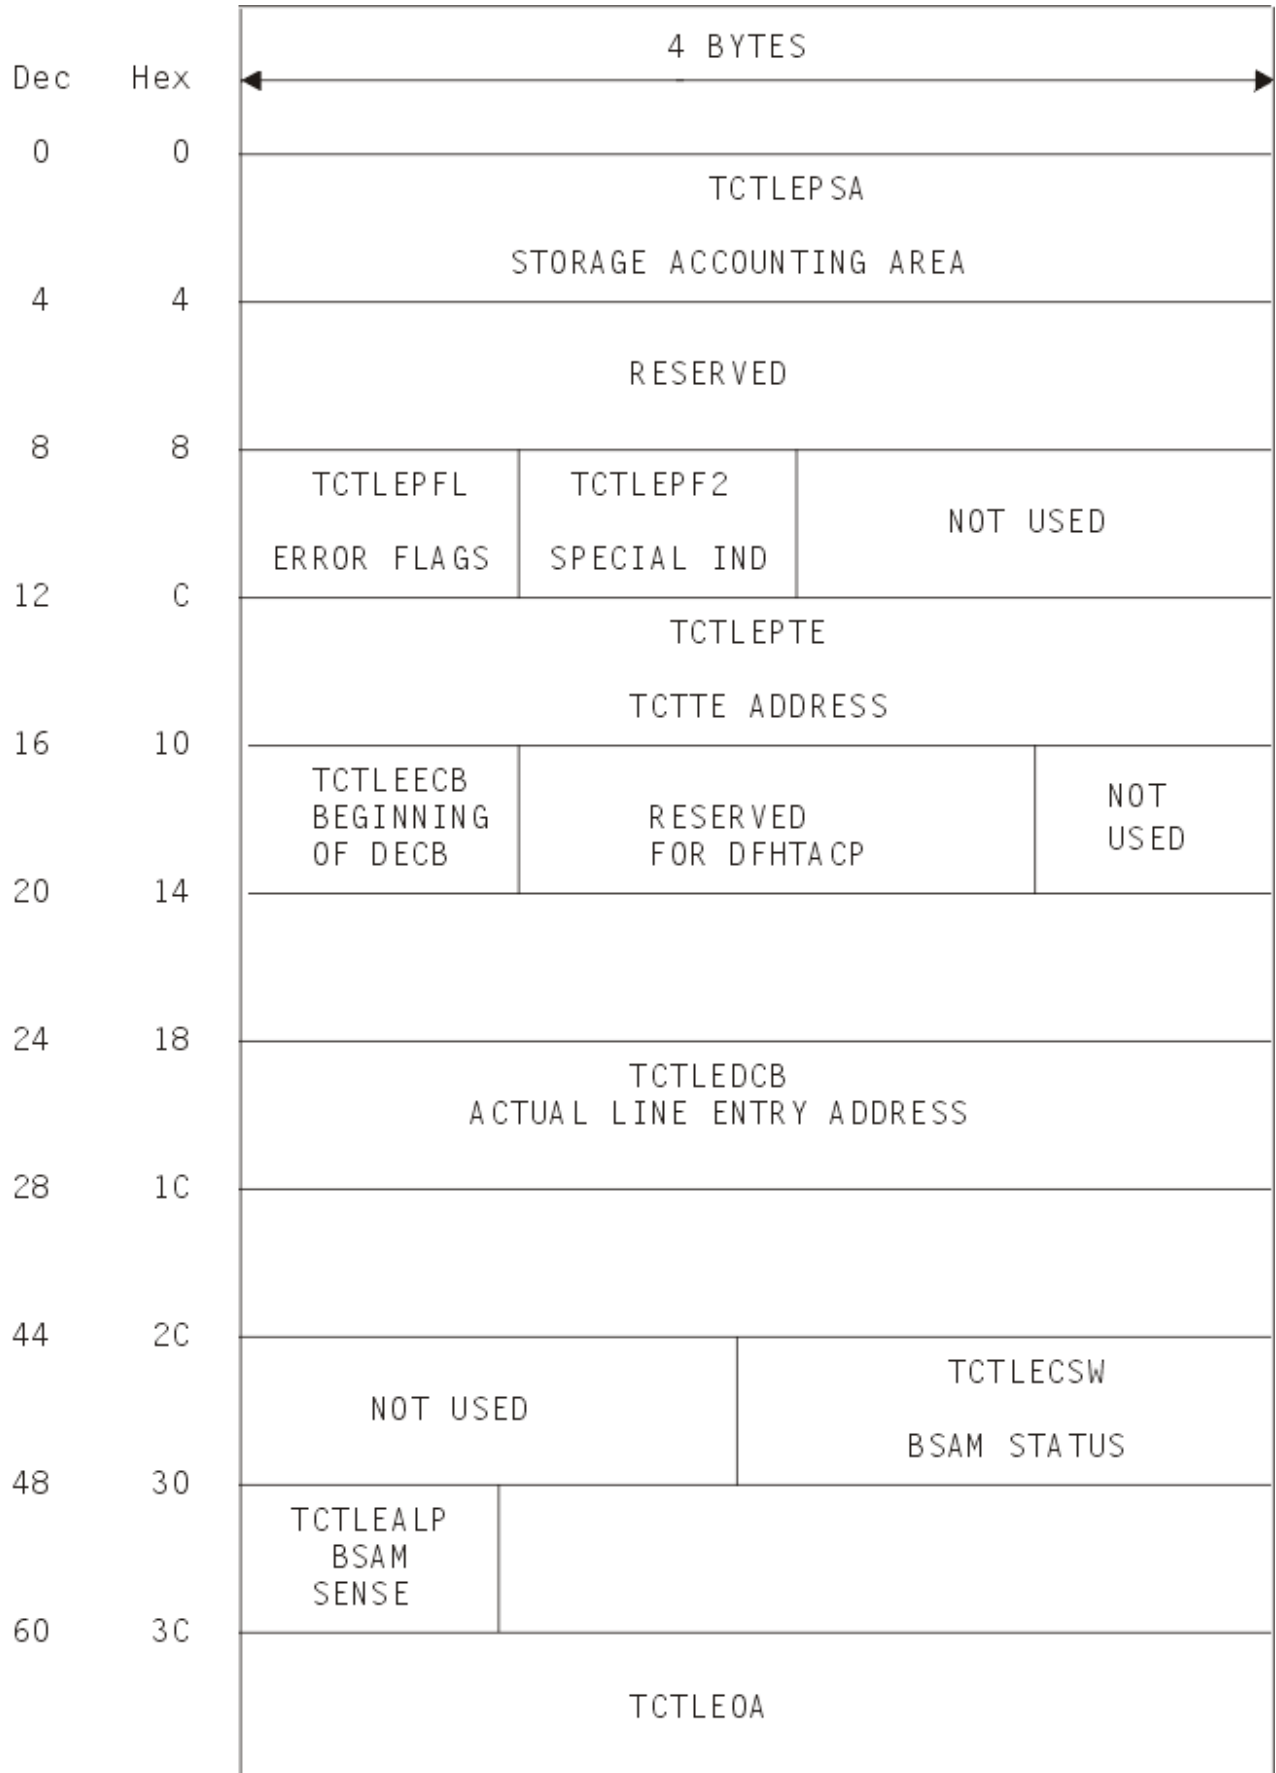 4 BYTES
Dec Hex
0 0
TCTLEPSA
STORAGE ACCOUNTING AREA
4 4
RESERVED
8 8
TCTLEPFL TCTLEPF2
NOT USED
ERROR FLAGS SPECIAL IND
12 C
TCTLEPTE
TCTTE ADDRESS
16 10
TCTLEECB
BEGINNING
OF DECB
RESERVED
FOR DFHTACP
NOT
USED
20 14
24 18
TCTLEDCB
ACTUAL LINE ENTRY ADDRESS
28 1C
44 2C
NOT USED
TCTLECSW
BSAM STATUS
48 30
TCTLEALP
BSAM
SENSE
60 3C
TCTLEOA